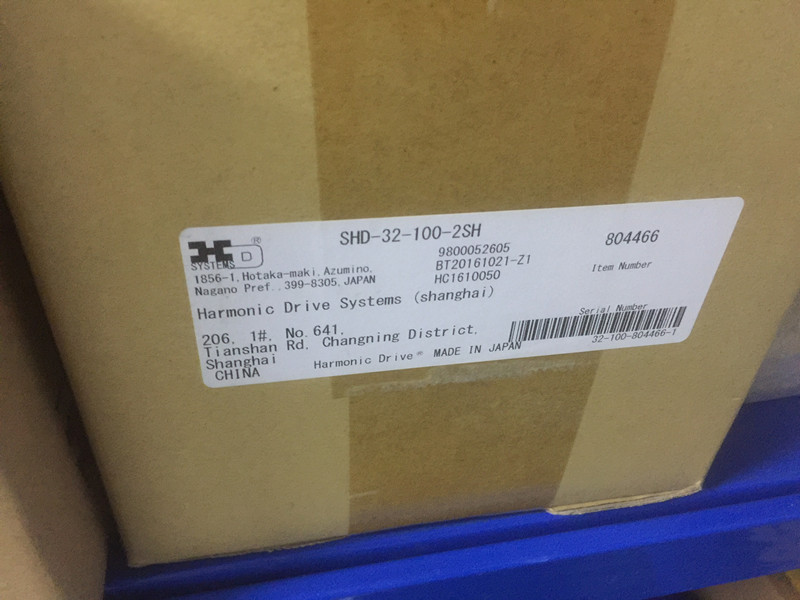 SHD-32-100-2SH
HD®
SYSTEMS
1856-1, Hotaka-maki, Azumino,
Nagano Pref., 399-8305, JAPAN
9800052605
BT20161021-Z1
HC1610050
804466
Item Number
Harmonic Drive Systems (shanghai)
206, 1#, No.641,
Tianshan Rd. Changning District,
Shanghai
CHINA
Harmonic Drive® MADE IN JAPAN
Serial Number
32-100-804466-1